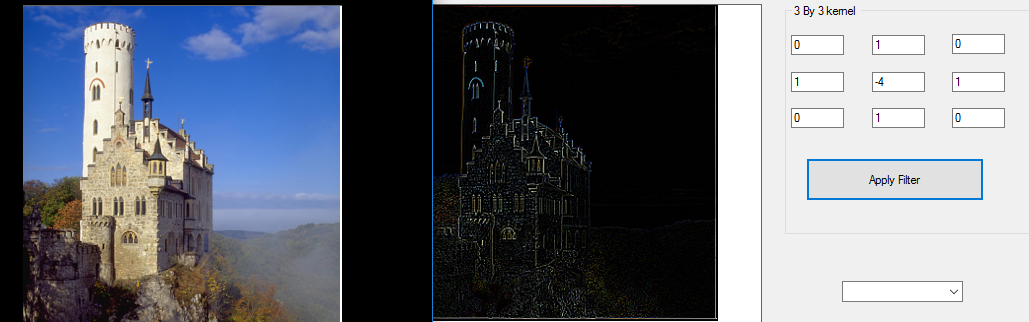 3 By 3 kernel
0 1 0
1 -4 1
0 1 0
Apply Filter